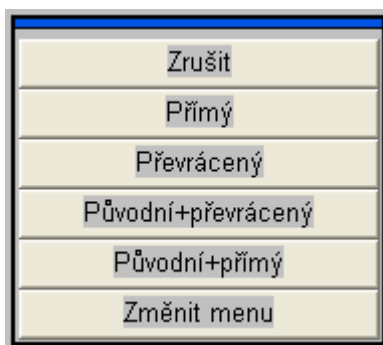 Zrušit
Přímý
Převrácený
Původní+převrácený
Původní+přímý
Změnit menu